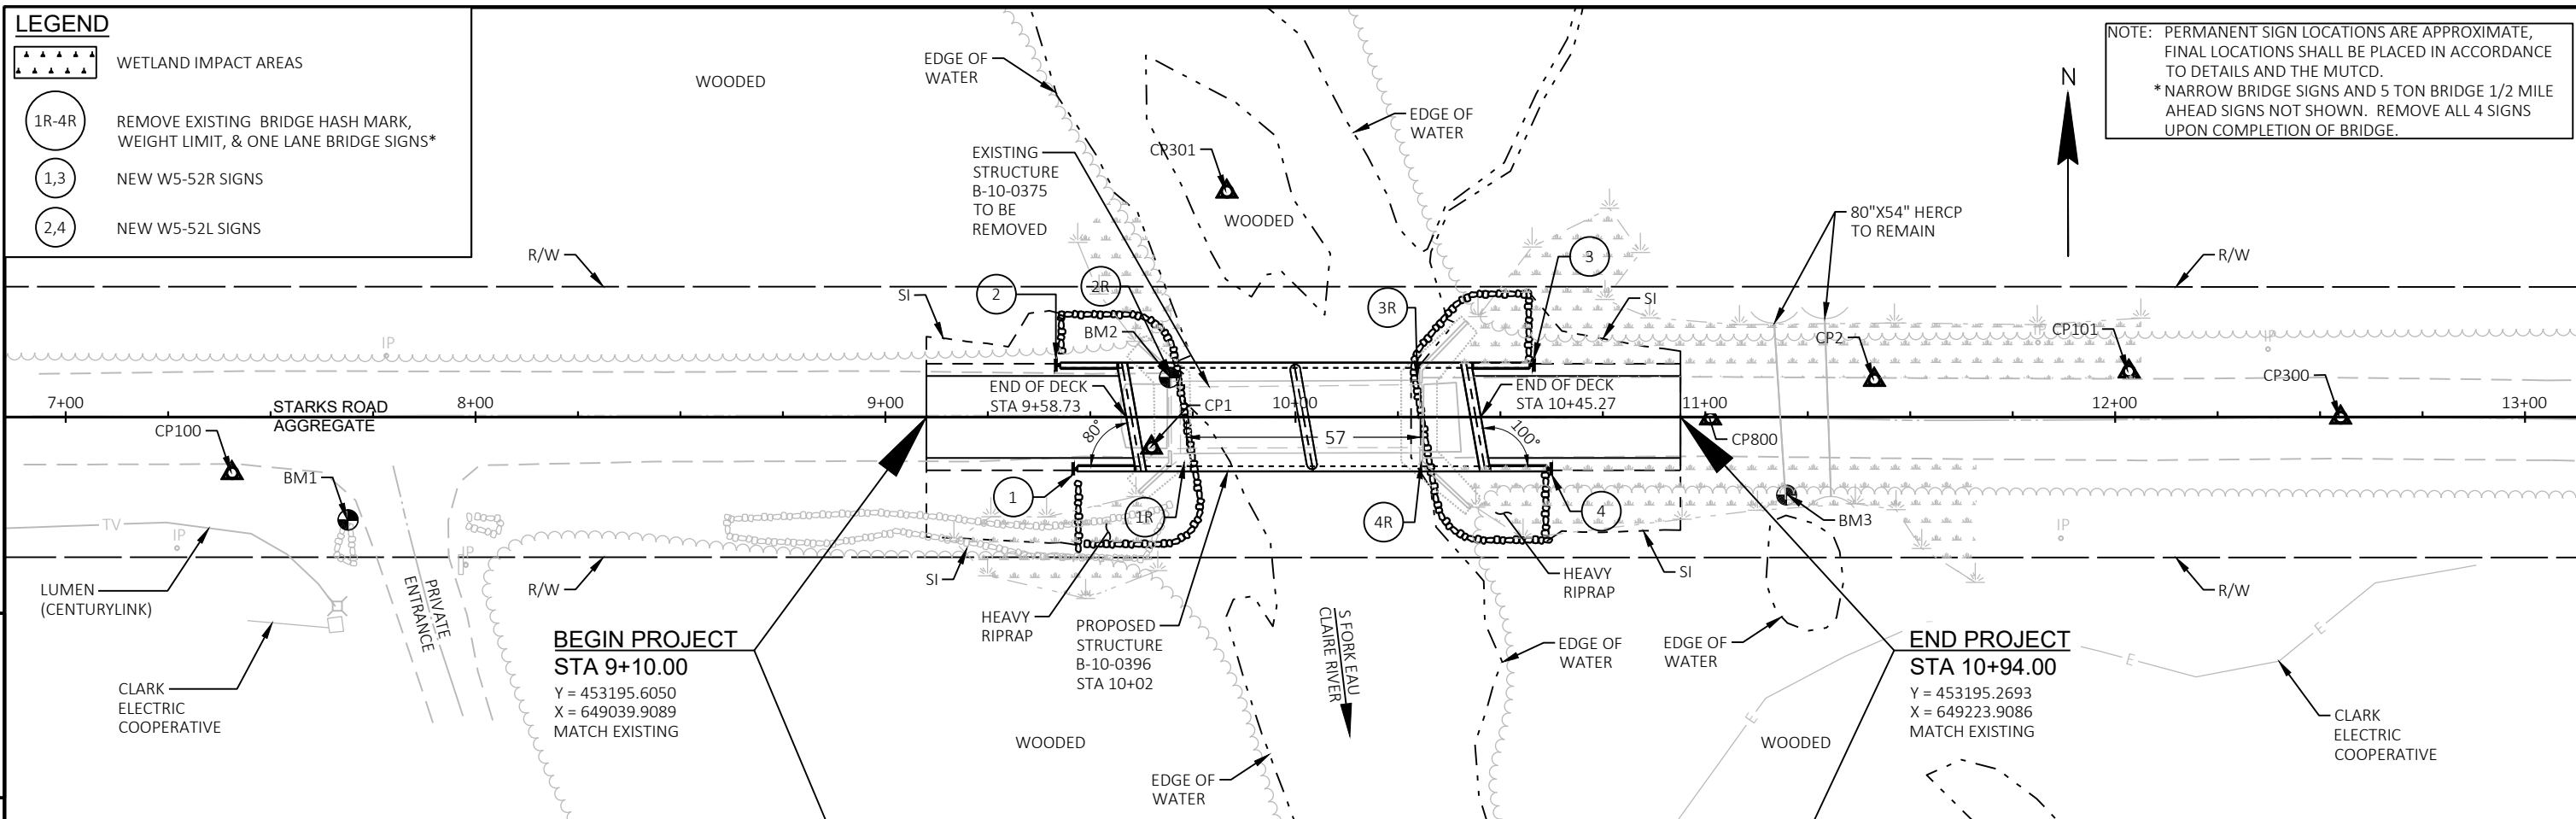 LEGEND
WETLAND IMPACT AREAS
1R-4R
REMOVE EXISTING BRIDGE HASH MARK,
WEIGHT LIMIT, & ONE LANE BRIDGE SIGNS*
1,3
NEW W5-52R SIGNS
2,4
NEW W5-52L SIGNS
NOTE: PERMANENT SIGN LOCATIONS ARE APPROXIMATE,
FINAL LOCATIONS SHALL BE PLACED IN ACCORDANCE
TO DETAILS AND THE MUTCD.
* NARROW BRIDGE SIGNS AND 5 TON BRIDGE 1/2 MILE
AHEAD SIGNS NOT SHOWN. REMOVE ALL 4 SIGNS
UPON COMPLETION OF BRIDGE.
N
WOODED
EDGE OF
WATER
EDGE OF
WATER
EXISTING
STRUCTURE
B-10-0375
TO BE
REMOVED
CP301
WOODED
80"X54" HERCP
TO REMAIN
R/W
R/W
SI
2
2R
BM2
3R
3
SI
IP
CP2
CP101
IP
CP300
END OF DECK
STA 9+58.73
CP1
END OF DECK
STA 10+45.27
7+00
STARKS ROAD
AGGREGATE
8+00
9+00
10+00
11+00
12+00
13+00
CP100
80°
57
100°
CP800
BM1
1
1R
4R
4
BM3
TV
IP
IP
IP
LUMEN
(CENTURYLINK)
PRIVATE
ENTRANCE
R/W
SI
HEAVY
RIPRAP
HEAVY
RIPRAP
SI
R/W
BEGIN PROJECT
STA 9+10.00
Y = 453195.6050
X = 649039.9089
MATCH EXISTING
PROPOSED
STRUCTURE
B-10-0396
STA 10+02
S FORK EAU
CLAIRE RIVER
EDGE OF
WATER
EDGE OF
WATER
END PROJECT
STA 10+94.00
Y = 453195.2693
X = 649223.9086
MATCH EXISTING
E
E
E
CLARK
ELECTRIC
COOPERATIVE
WOODED
EDGE OF
WATER
WOODED
CLARK
ELECTRIC
COOPERATIVE